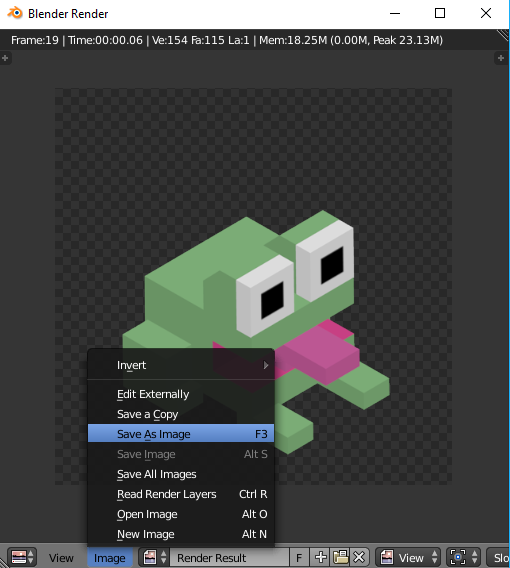 Blender Render
Frame:19 | Time:00:00.06 | Ve:154 Fa:115 La:1 | Mem:18.25M (0.00M, Peak 23.13M)
Invert
Edit Externally
Save a Copy
Save As Image F3
Save Image Alt S
Save All Images
Read Render Layers Ctrl R
Open Image Alt O
New Image Alt N
View Image Render Result F View Slo